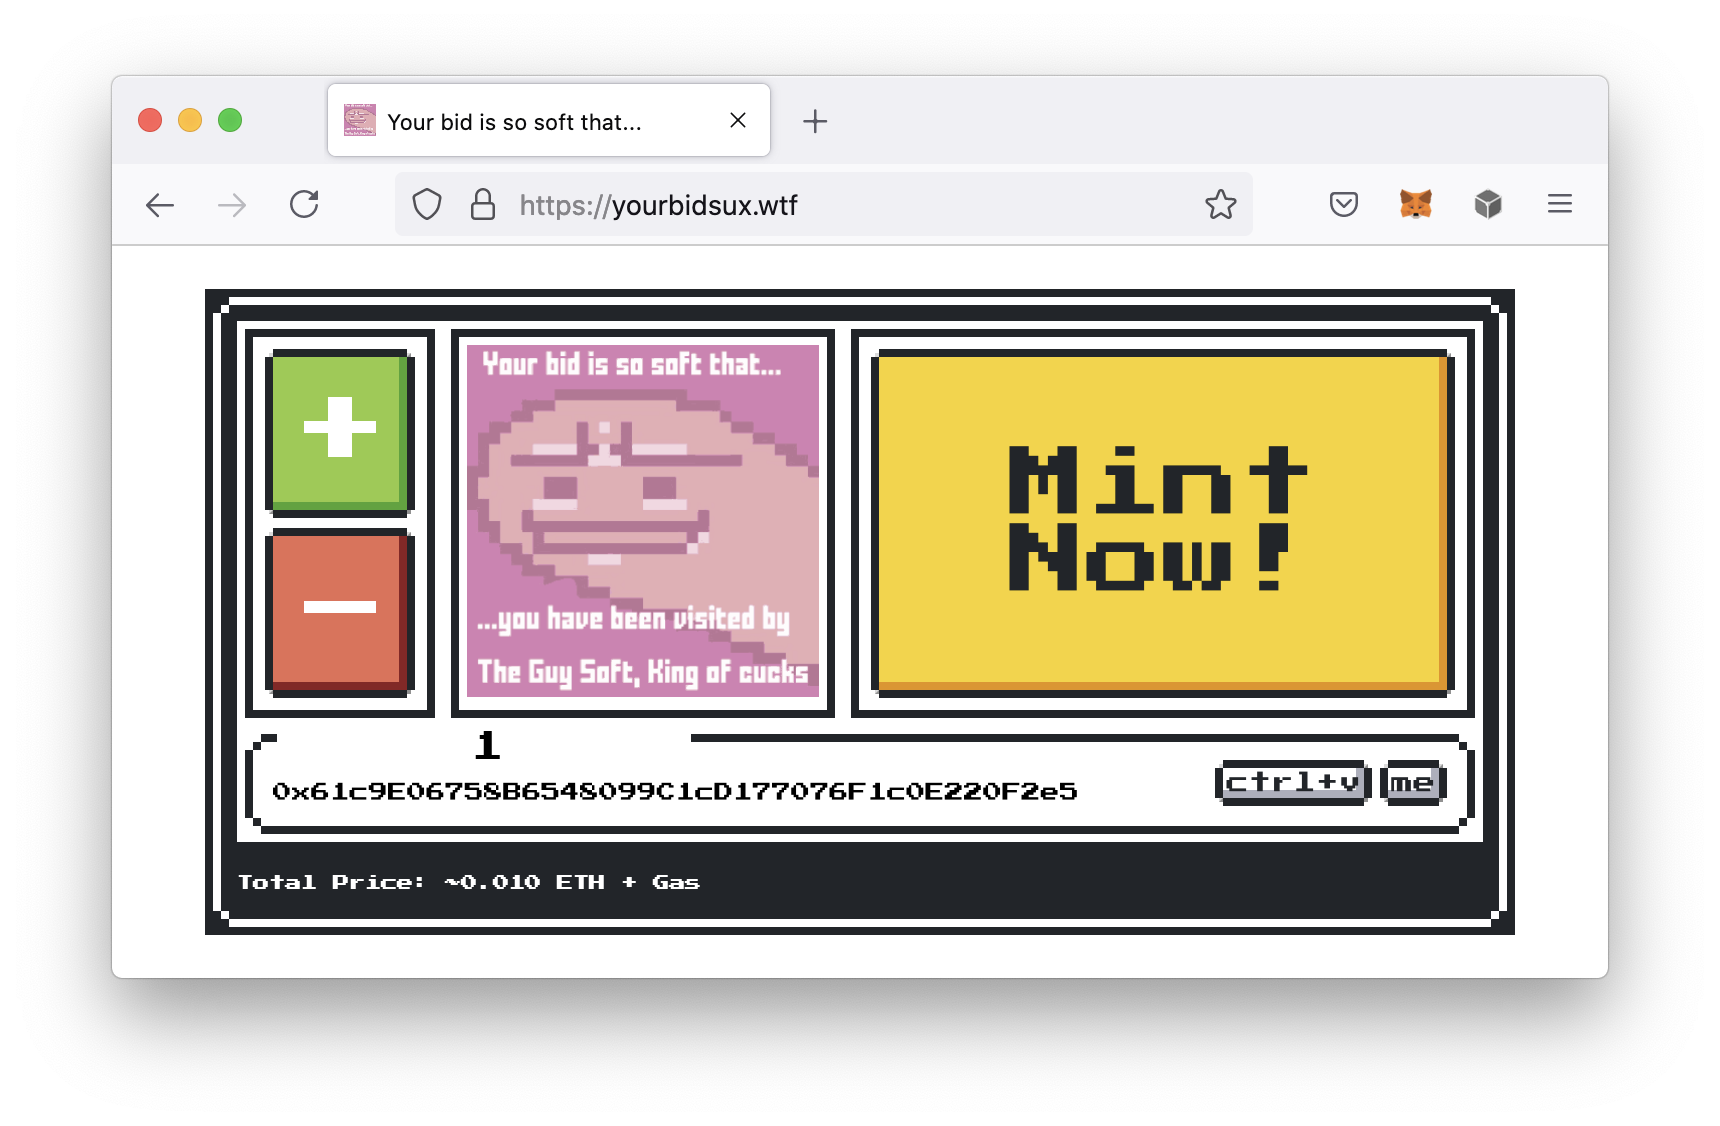 Your bid is so soft that...
https://yourbidsux.wtf
+
Your bid is so soft that...
...you have been visited by
The Guy Soft, King of cucks
Mint
Now!
−
1
0x61c9E06758B6548099C1cD177076F1c0E220F2e5
ctrl+v
me
Total Price: ~0.010 ETH + Gas